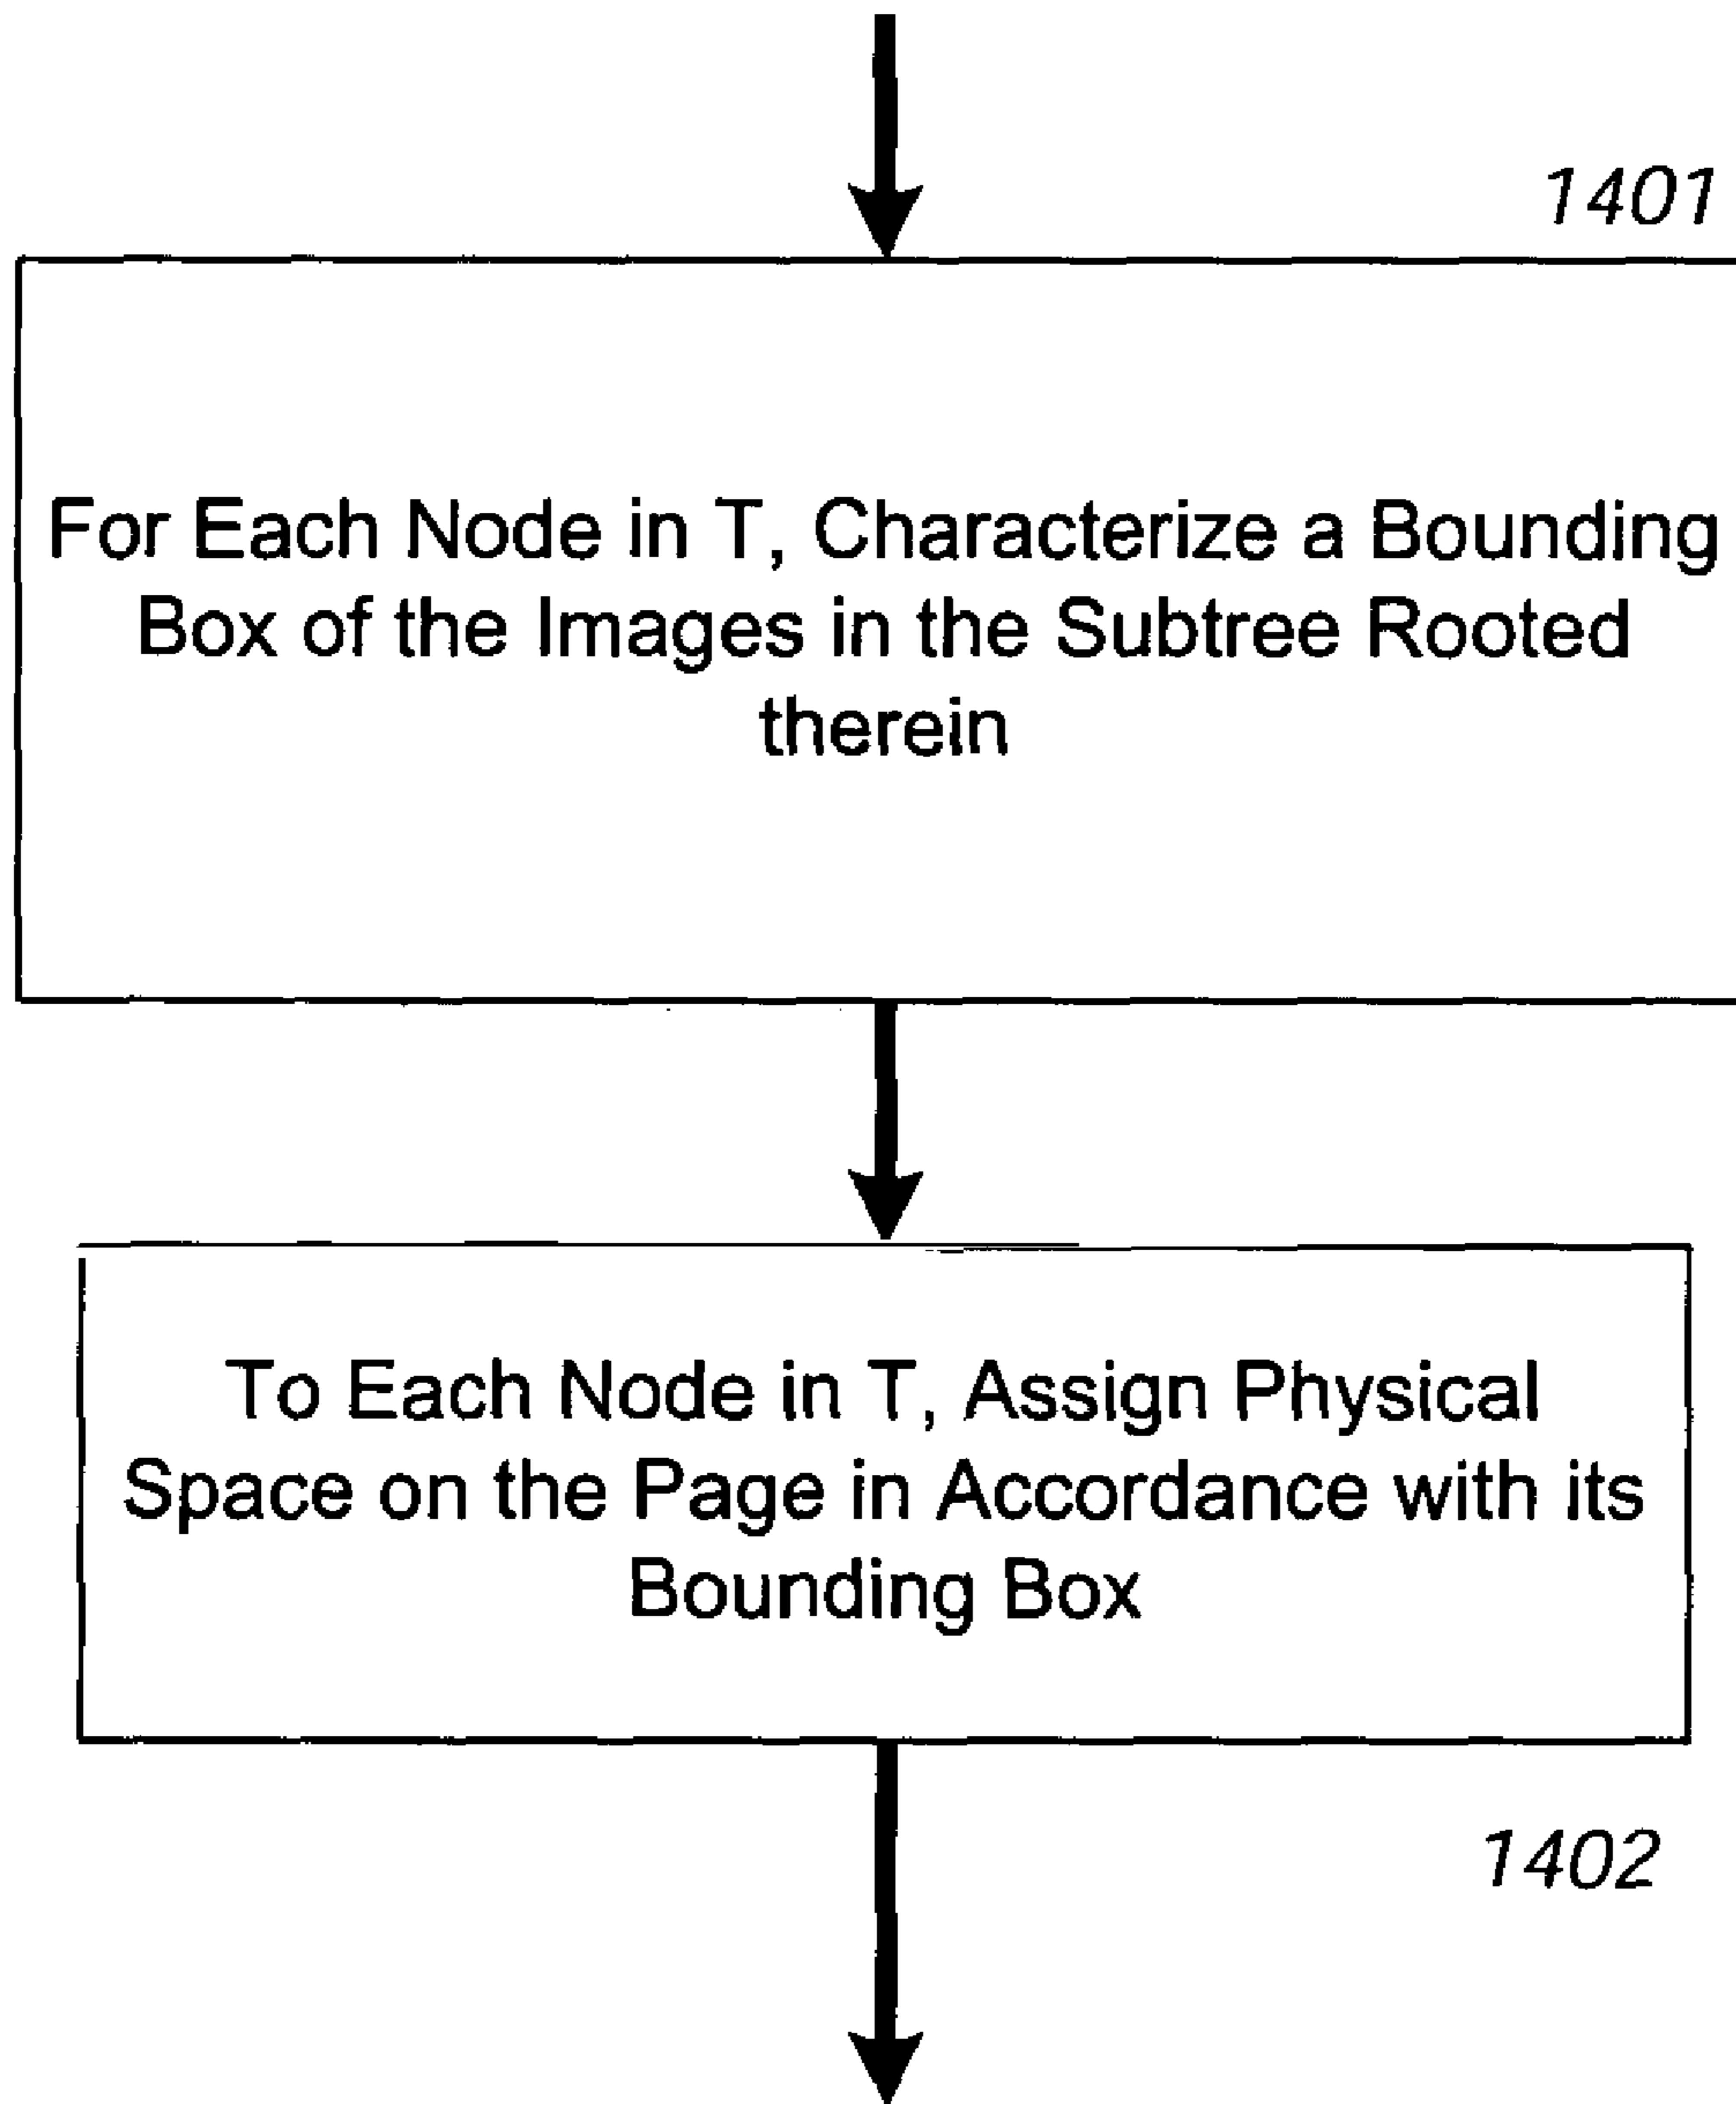 1401
For Each Node in T, Characterize a Bounding
Box of the Images in the Subtree Rooted
therein
To Each Node in T, Assign Physical
Space on the Page in Accordance with its
Bounding Box
1402